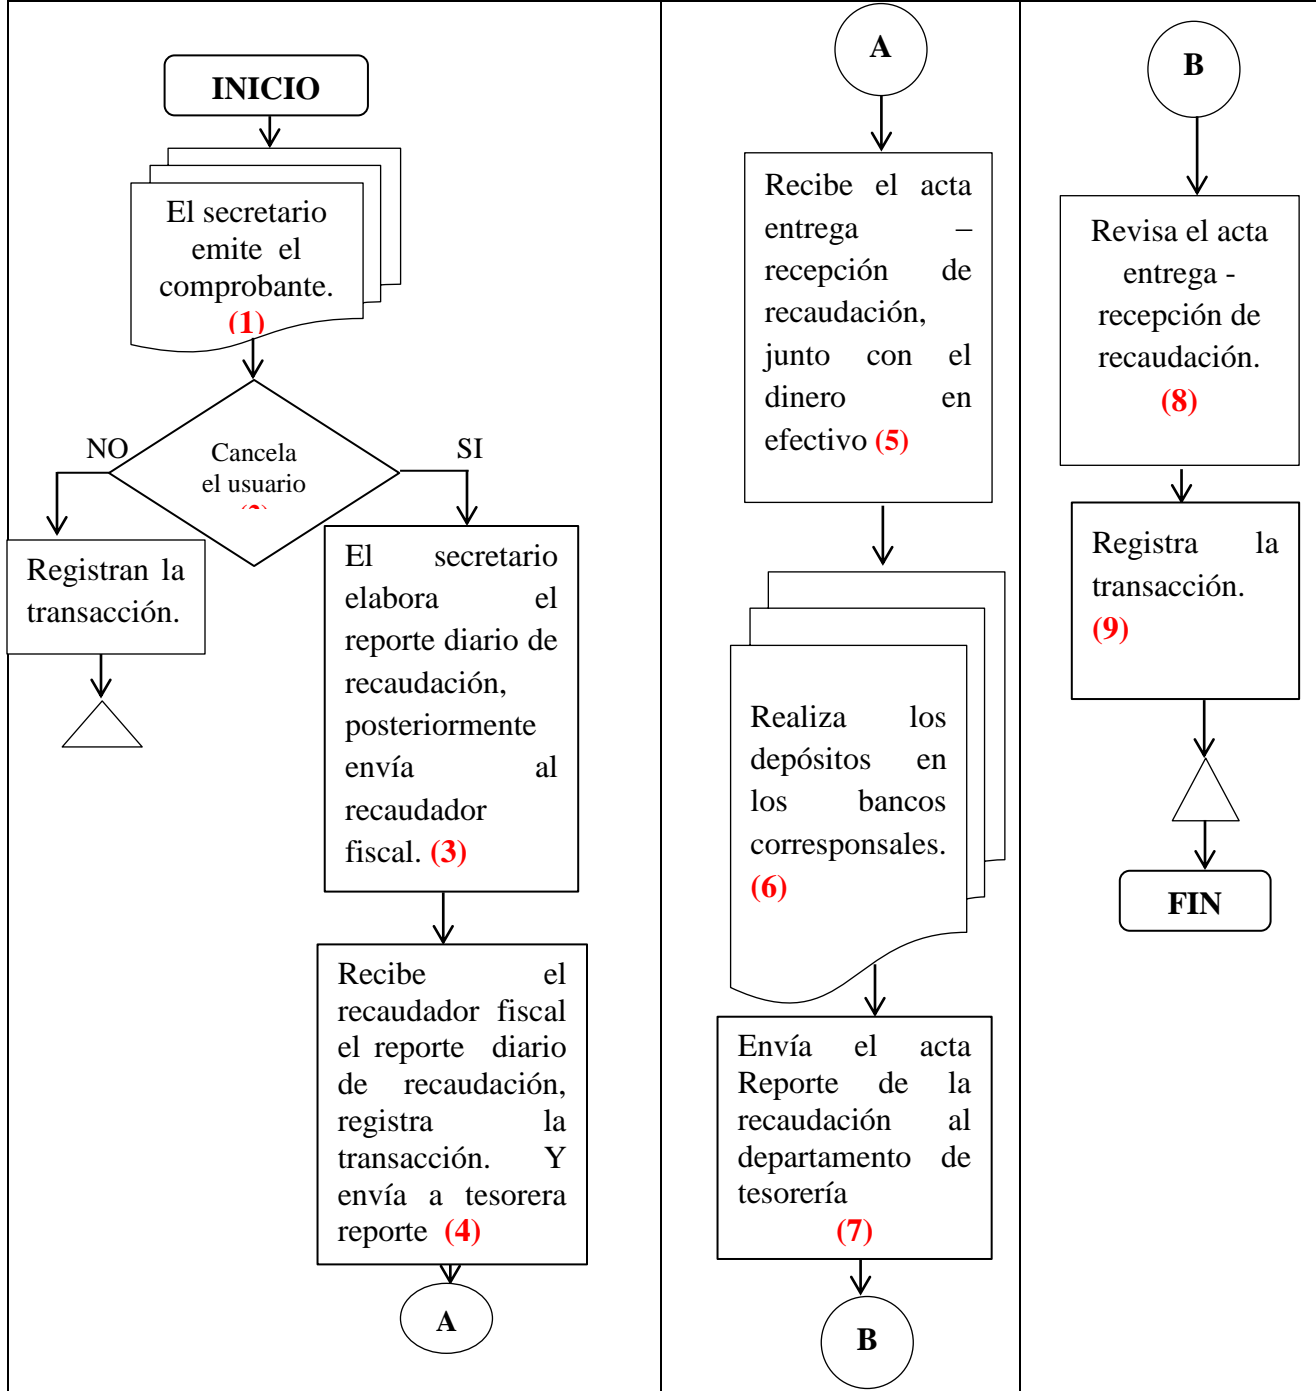 INICIO
El secretario
emite el
comprobante.
(1)
NO
Cancela
el usuario
SI
Registran la
transacción.
El secretario
elabora el
reporte diario de
recaudación,
posteriormente
envía al
recaudador
fiscal. (3)
Recibe el
recaudador fiscal
el reporte diario
de recaudación,
registra la
transacción. Y
envía a tesorera
reporte (4)
A
A
Recibe el acta
entrega –
recepción de
recaudación,
junto con el
dinero en
efectivo (5)
Realiza los
depósitos en
los bancos
corresponsales.
(6)
Envía el acta
Reporte de la
recaudación al
departamento de
tesorería
(7)
B
B
Revisa el acta
entrega -
recepción de
recaudación.
(8)
Registra la
transacción.
(9)
FIN